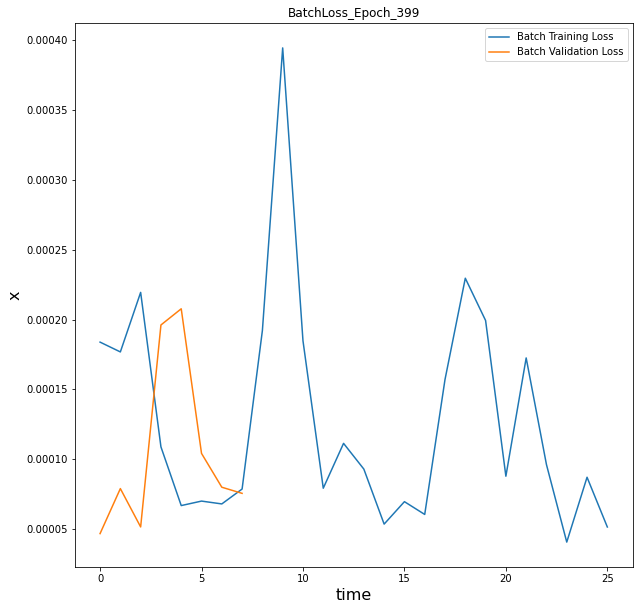 BatchLoss_Epoch_399
Batch Training Loss
Batch Validation Loss
0.00040
0.00035
0.00030
0.00025
0.00020
0.00015
0.00010
0.00005
x
0 5 10 15 20 25
time